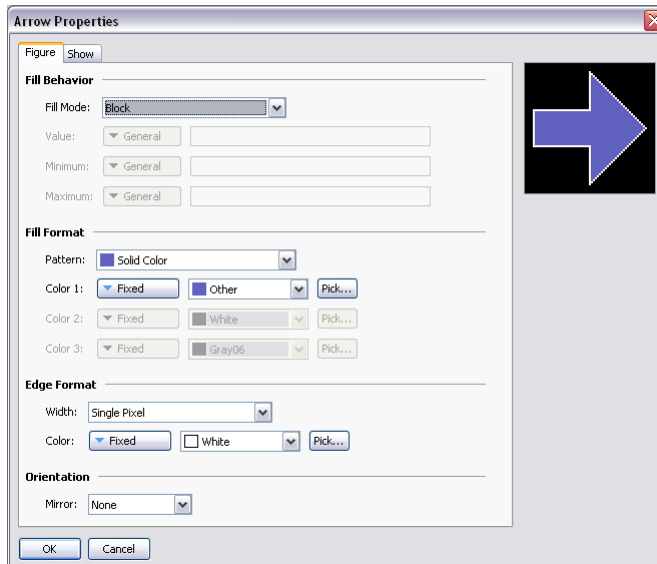 Arrow Properties
Figure Show
Fill Behavior
Fill Mode: Block
Value: General
Minimum: General
Maximum: General
Fill Format
Pattern: Solid Color
Color 1: Fixed Other Pick...
Color 2: Fixed White Pick...
Color 3: Fixed Gray06 Pick...
Edge Format
Width: Single Pixel
Color: Fixed White Pick...
Orientation
Mirror: None
OK Cancel